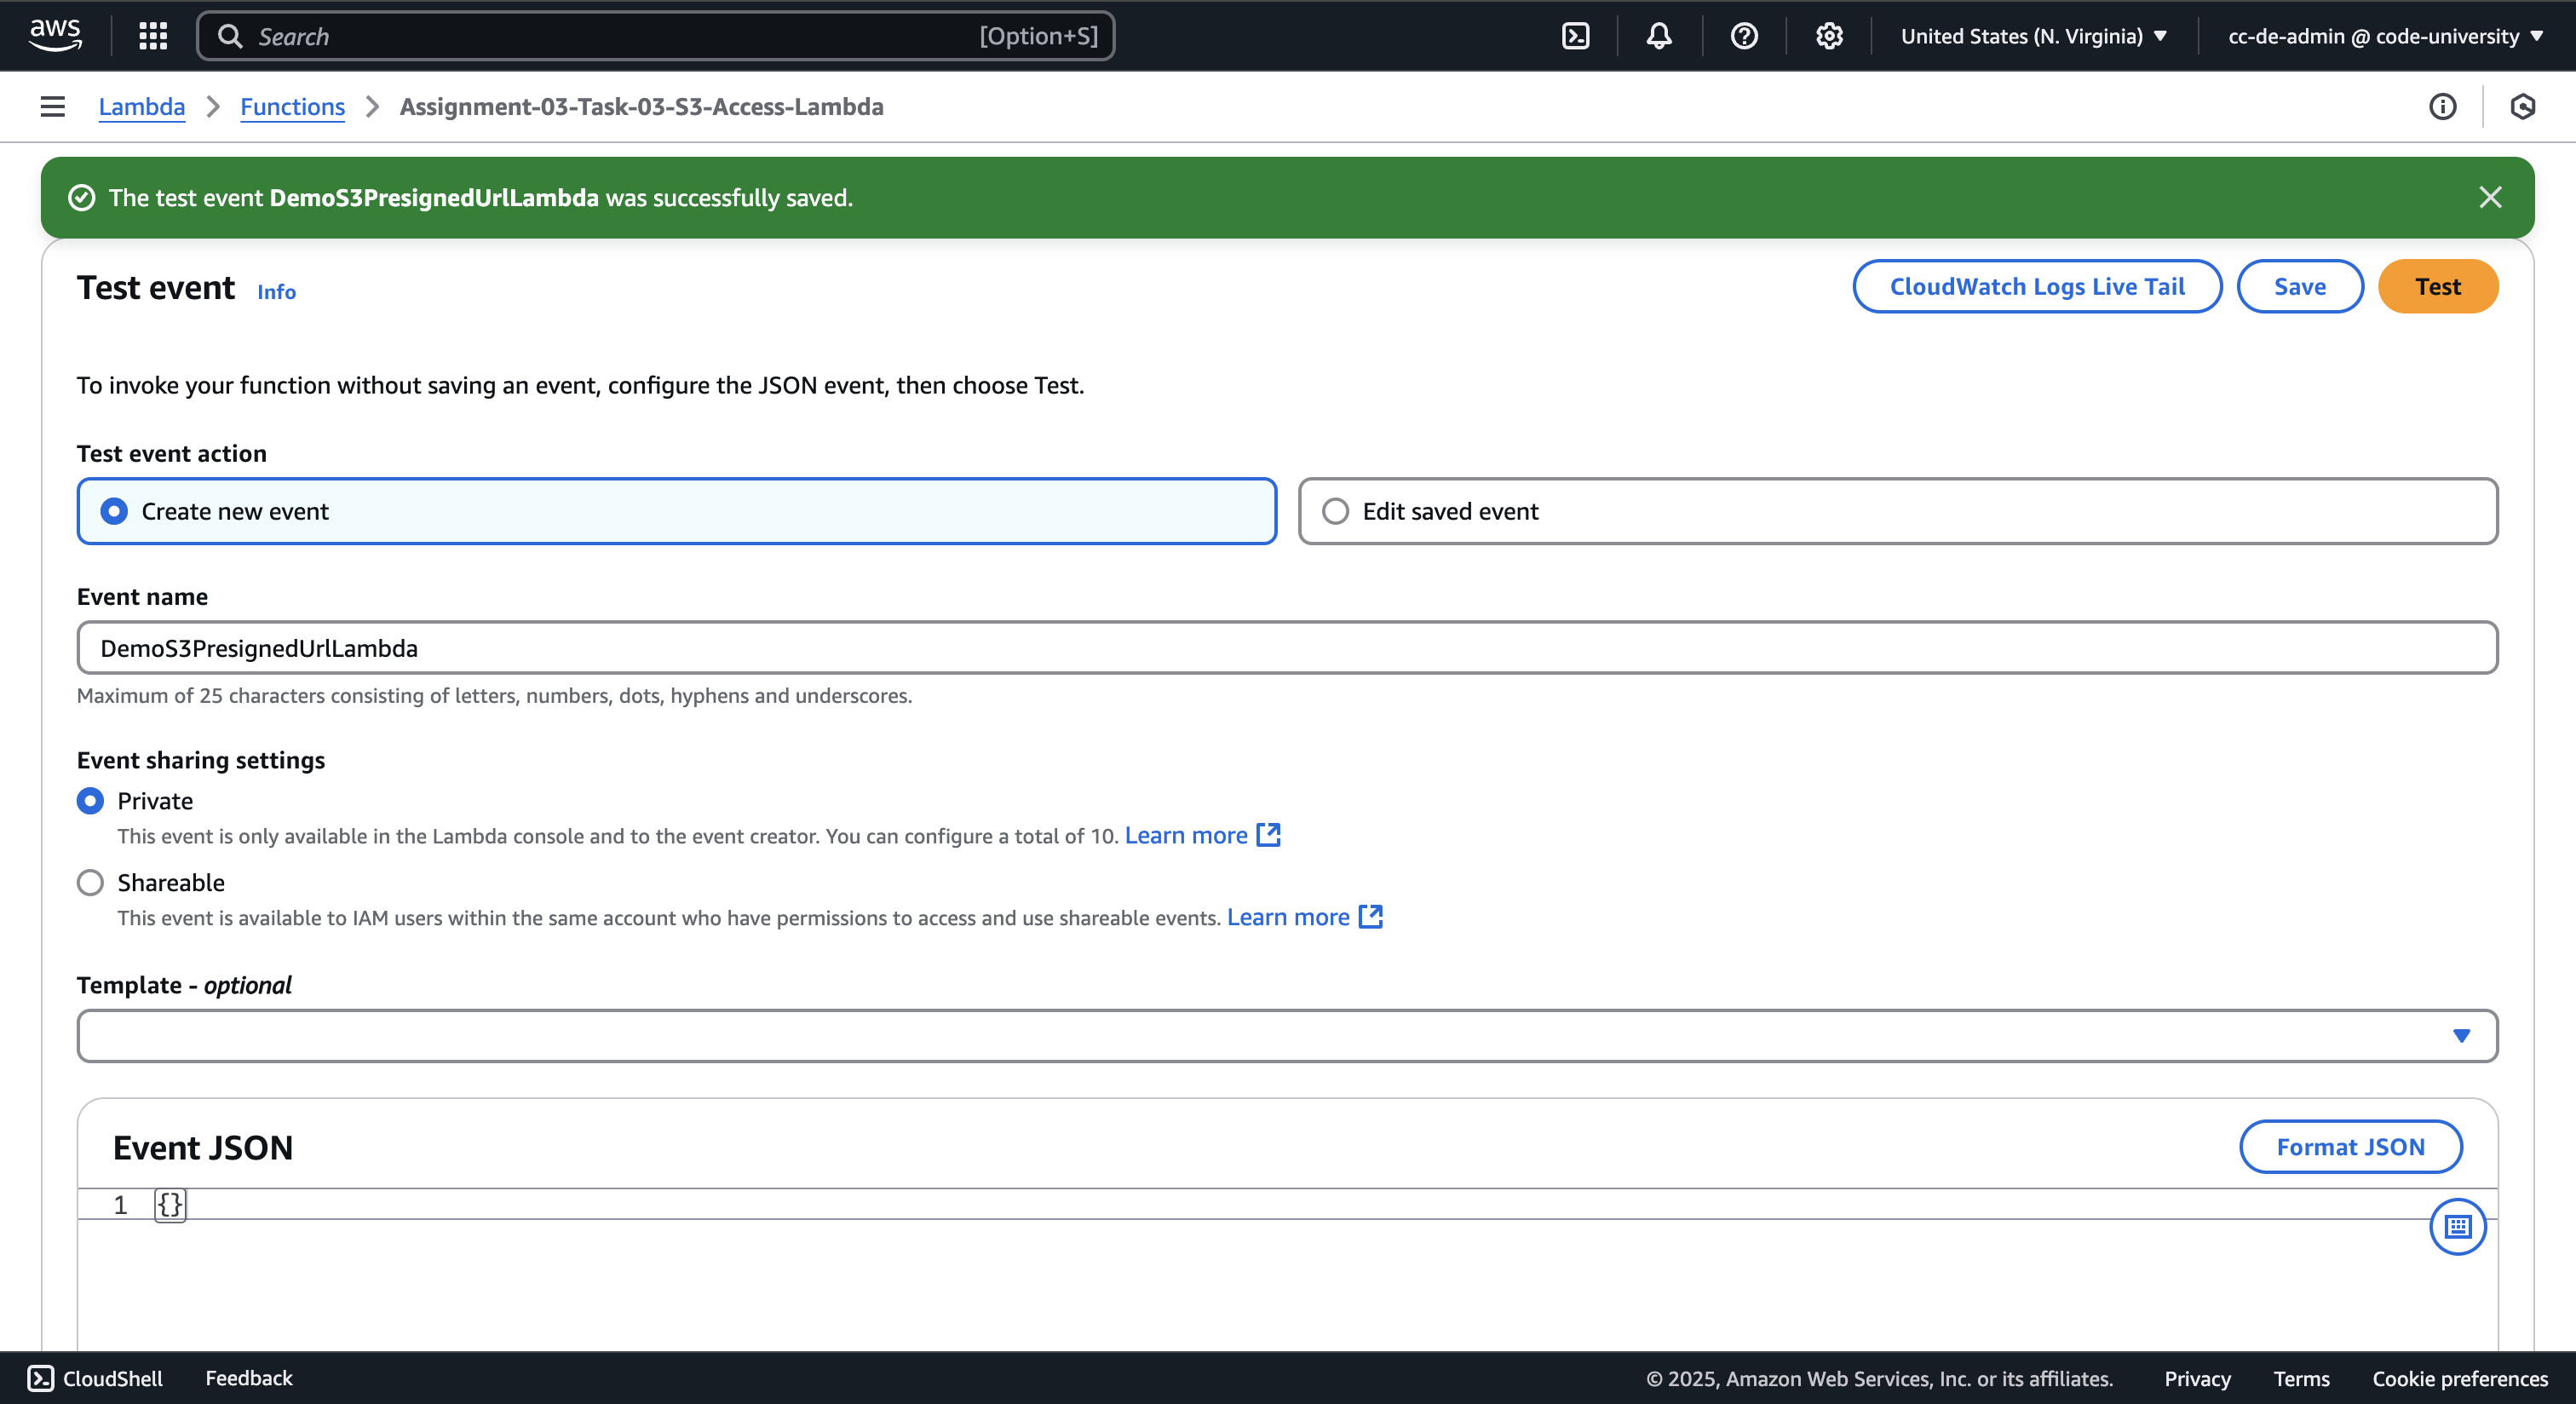 aws
Search [Option+S]
United States (N. Virginia)
cc-de-admin @ code-university
Lambda
Functions
Assignment-03-Task-03-S3-Access-Lambda
The test event DemoS3PresignedUrlLambda was successfully saved.
Test event Info
CloudWatch Logs Live Tail
Save
Test
To invoke your function without saving an event, configure the JSON event, then choose Test.
Test event action
Create new event
Edit saved event
Event name
DemoS3PresignedUrlLambda
Maximum of 25 characters consisting of letters, numbers, dots, hyphens and underscores.
Event sharing settings
Private
This event is only available in the Lambda console and to the event creator. You can configure a total of 10. Learn more
Shareable
This event is available to IAM users within the same account who have permissions to access and use shareable events. Learn more
Template - optional
Event JSON
Format JSON
1 {}
CloudShell
Feedback
© 2025, Amazon Web Services, Inc. or its affiliates.
Privacy
Terms
Cookie preferences